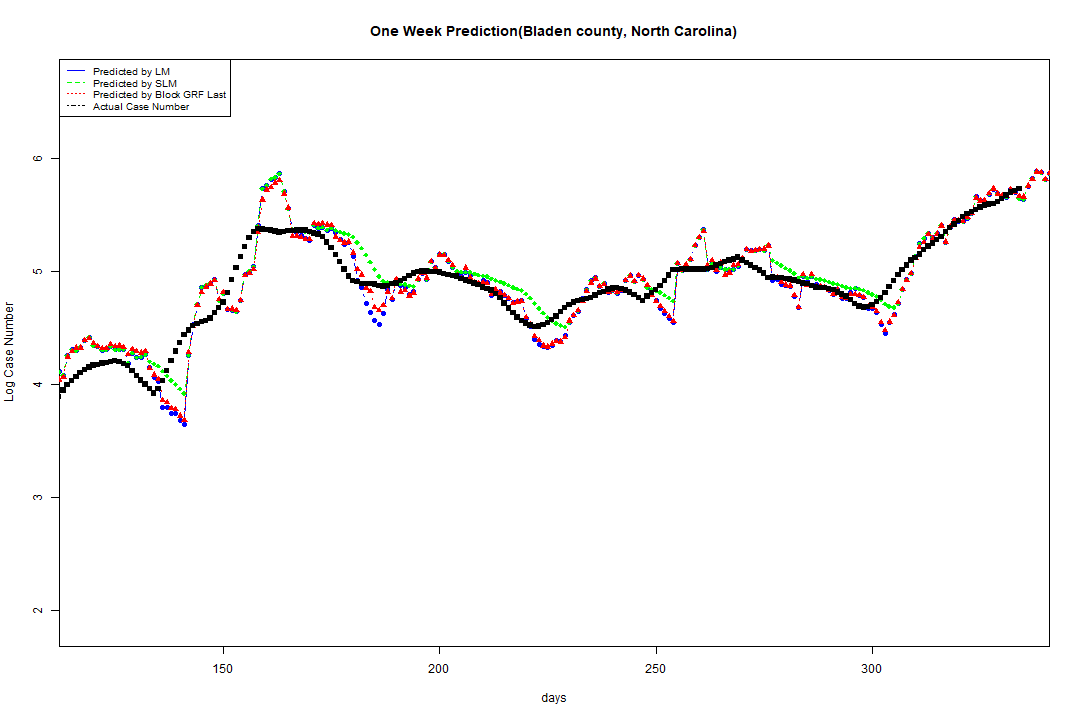 One Week Prediction(Bladen county, North Carolina)
Predicted by LM
Predicted by SLM
Predicted by Block GRF Last
Actual Case Number
6
5
4
3
2
Log Case Number
150
200
250
300
days